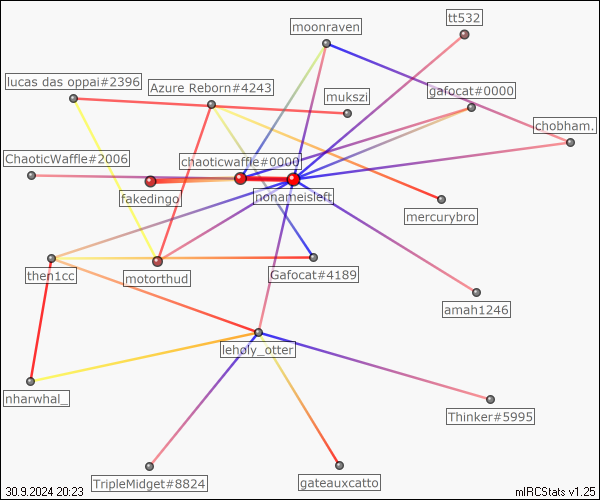 tt532
moonraven
lucas das oppai#2396
Azure Reborn#4243
gafocat#0000
mukszi
chobham.
ChaoticWaffle#2006
chaoticwaffle#0000
fakedingo
nonameisleft
mercurybro
then1cc
motorthud
Gafocat#4189
amah1246
leholy_otter
nharwhal_
Thinker#5995
TripleMidget#8824
gateauxcatto
30.9.2024 20:23
mIRCStats v1.25